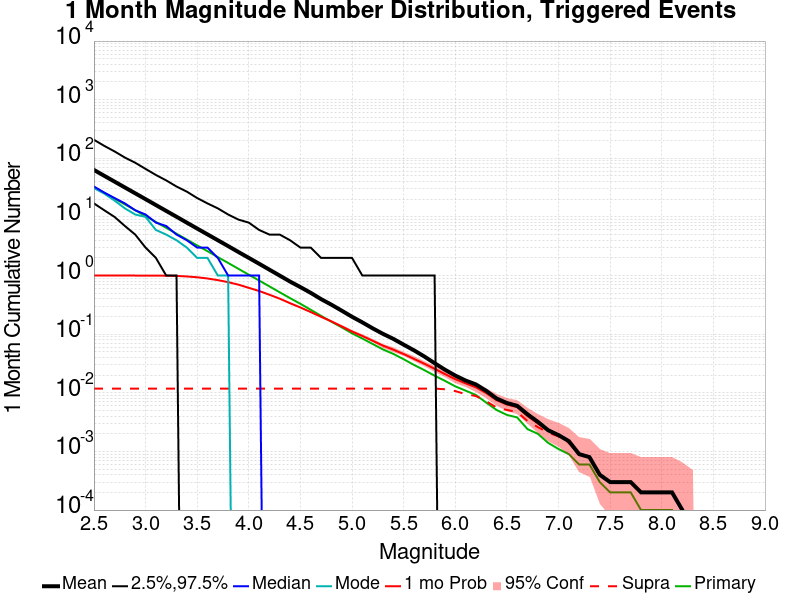 1 Month Magnitude Number Distribution, Triggered Events
10 4
10 3
10 2
10 1
10 0
10 -1
10 -2
10 -3
10 -4
1 Month Cumulative Number
2.5 3.0 3.5 4.0 4.5 5.0 5.5 6.0 6.5 7.0 7.5 8.0 8.5 9.0
Magnitude
Mean 2.5%,97.5% Median Mode 1 mo Prob 95% Conf Supra Primary